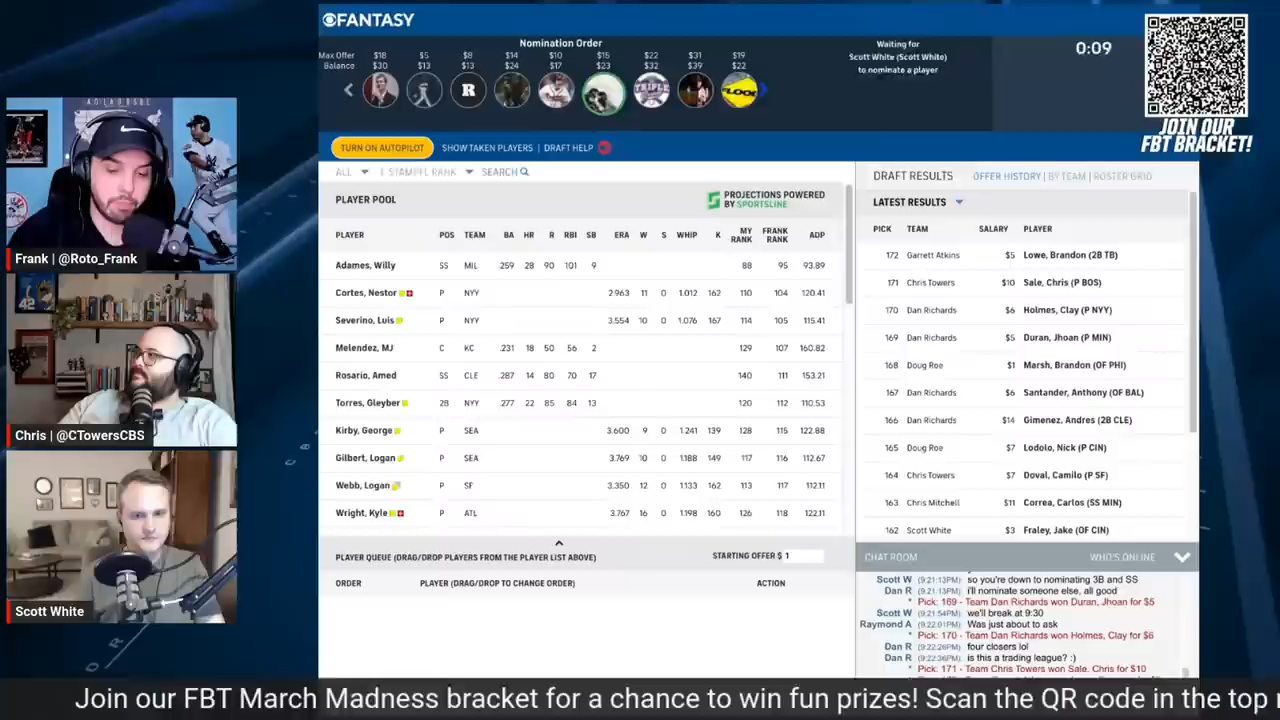 FANTASY
Nomination Order
Max Offer $18 $5 $8 $14 $10 $15 $22 $31 $19
Balance $30 $13 $13 $24 $17 $23 $32 $39 $22
R
TRIPLE
Waiting for
Scott White (Scott White)
to nominate a player
0:09
JOIN OUR
FBT BRACKET!
TURN ON AUTOPILOT SHOW TAKEN PLAYERS | DRAFT HELP
ALL | STAMPFL RANK SEARCH
PLAYER POOL
PROJECTIONS POWERED
BY SPORTSLINE
PLAYER POS TEAM BA HR R RBI SB ERA W S WHIP K MY RANK FRANK RANK ADP
Adames, Willy SS MIL .259 28 90 101 9 88 95 93.89
Cortes, Nestor P NYY 2.963 11 0 1.012 162 110 104 120.41
Severino, Luis P NYY 3.554 10 0 1.076 167 114 105 115.41
Melendez, MJ C KC .231 18 50 56 2 129 107 160.82
Rosario, Amed SS CLE .287 14 80 70 17 140 111 153.21
Torres, Gleyber 2B NYY .277 22 85 84 13 120 112 110.53
Kirby, George P SEA 3.600 9 0 1.241 139 128 115 122.88
Gilbert, Logan P SEA 3.769 10 0 1.188 149 117 116 112.67
Webb, Logan P SF 3.350 12 0 1.133 162 113 117 112.11
Wright, Kyle P ATL 3.767 16 0 1.198 160 126 118 122.11
PLAYER QUEUE (DRAG/DROP PLAYERS FROM THE PLAYER LIST ABOVE) STARTING OFFER $ 1
ORDER PLAYER (DRAG/DROP TO CHANGE ORDER) ACTION
DRAFT RESULTS OFFER HISTORY | BY TEAM | ROSTER GRID
LATEST RESULTS
PICK TEAM SALARY PLAYER
172 Garrett Atkins $5 Lowe, Brandon (2B TB)
171 Chris Towers $10 Sale, Chris (P BOS)
170 Dan Richards $6 Holmes, Clay (P NYY)
169 Dan Richards $5 Duran, Jhoan (P MIN)
168 Doug Roe $1 Marsh, Brandon (OF PHI)
167 Dan Richards $6 Santander, Anthony (OF BAL)
166 Dan Richards $14 Gimenez, Andres (2B CLE)
165 Doug Roe $7 Lodolo, Nick (P CIN)
164 Chris Towers $7 Doval, Camilo (P SF)
163 Chris Mitchell $11 Correa, Carlos (SS MIN)
162 Scott White $3 Fraley, Jake (OF CIN)
CHAT ROOM WHO'S ONLINE
Scott W (9:21:13PM): so you're down to nominating 3B and SS
Dan R (9:21:13PM): i'll nominate someone else, all good
* Pick: 169 - Team Dan Richards won Duran, Jhoan for $5
Scott W (9:21:54PM): we'll break at 9:30
Raymond A (9:22:01PM): Was just about to ask
* Pick: 170 - Team Dan Richards won Holmes, Clay for $6
Dan R (9:22:26PM): four closers lol
Dan R (9:22:36PM): is this a trading league? :)
* Pick: 171 - Team Chris Towers won Sale, Chris for $10
Frank | @Roto_Frank
Chris | @CTowersCBS
Scott White
Join our FBT March Madness bracket for a chance to win fun prizes! Scan the QR code in the top